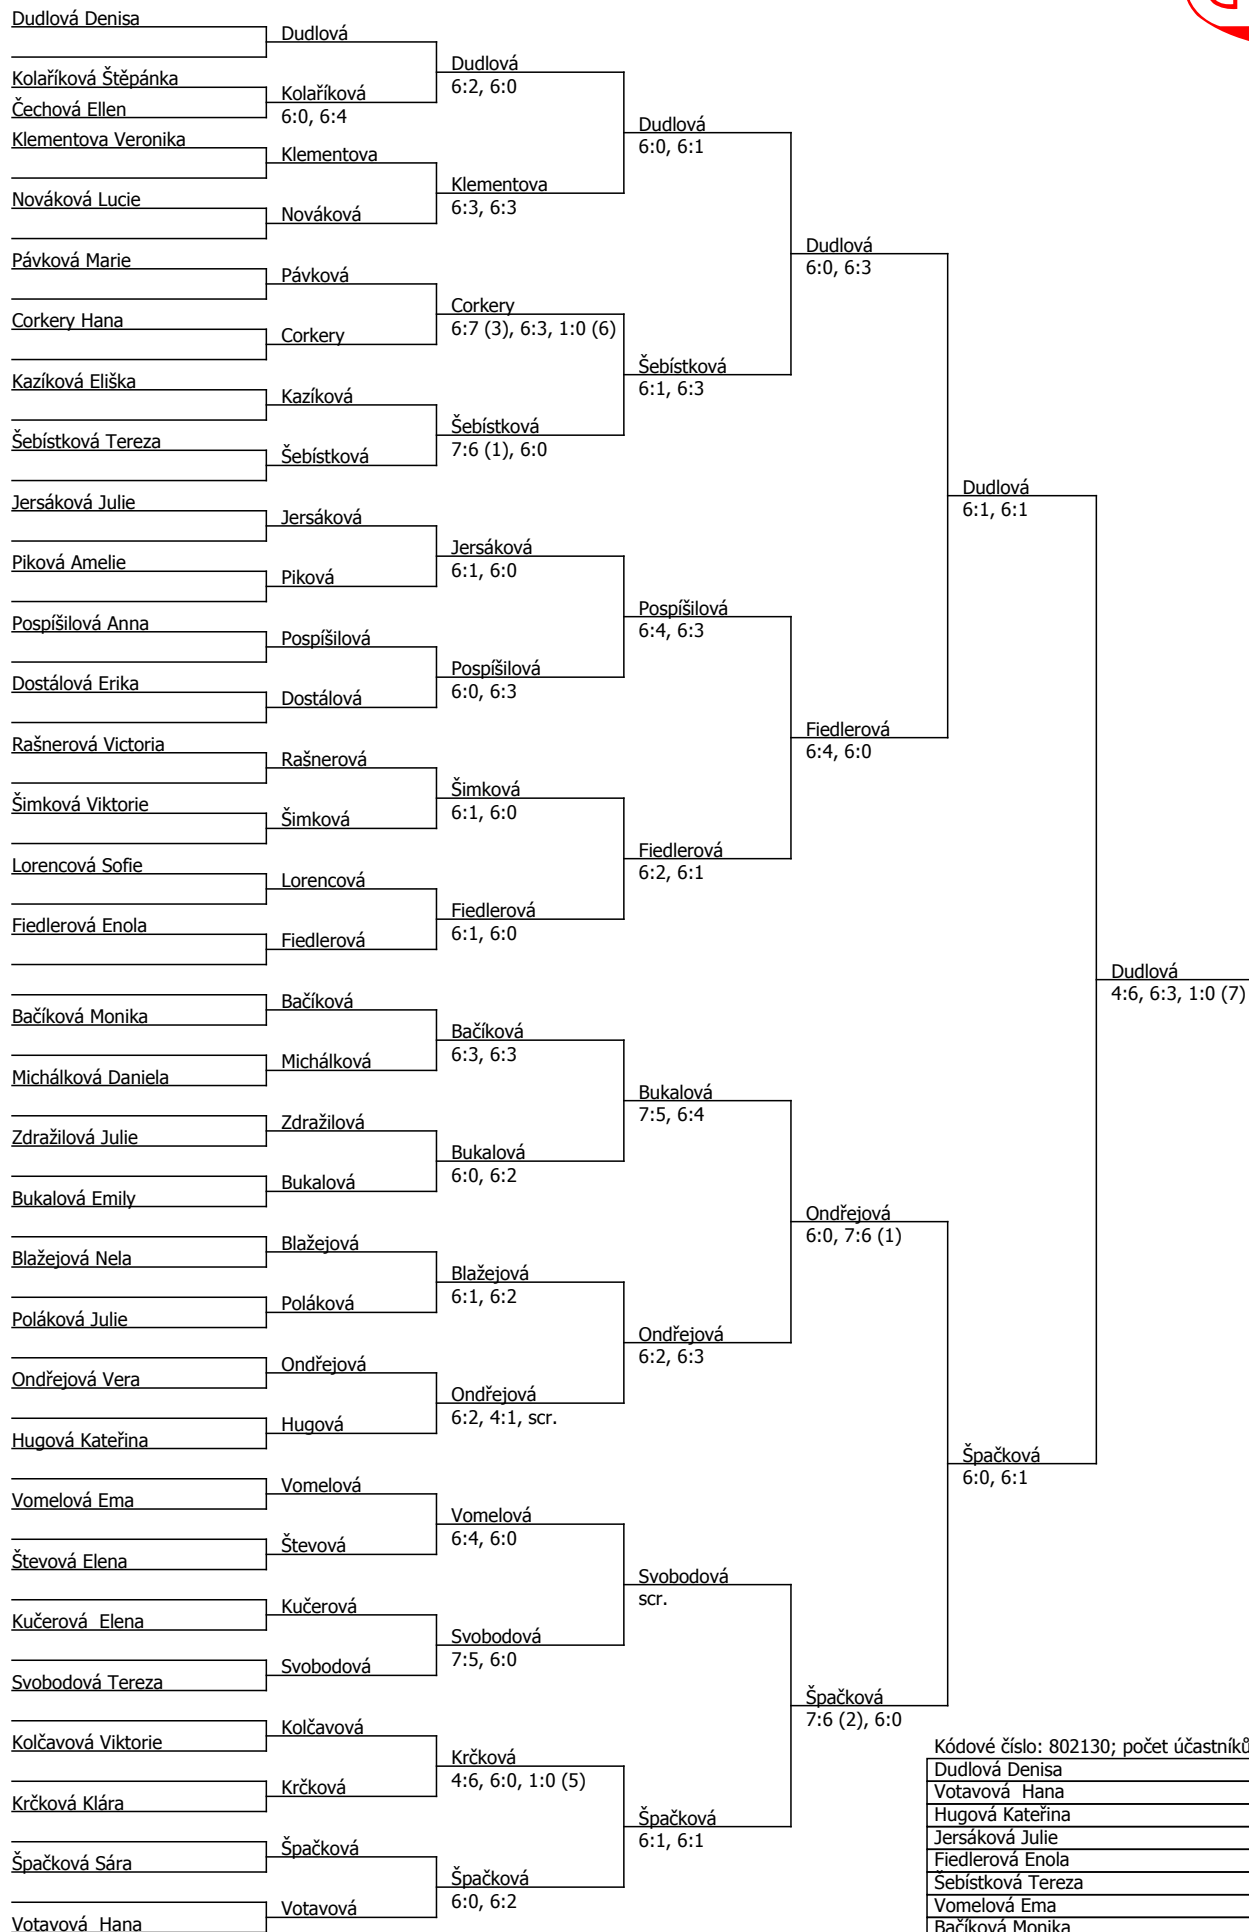 Dudlová Denisa
Kolaříková Štěpánka
Čechová Ellen
Klementova Veronika
Nováková Lucie
Pávková Marie
Corkery Hana
Kazíková Eliška
Šebístková Tereza
Jersáková Julie
Piková Amelie
Pospíšilová Anna
Dostálová Erika
Rašnerová Victoria
Šimková Viktorie
Lorencová Sofie
Fiedlerová Enola
Bačíková Monika
Michálková Daniela
Zdražilová Julie
Bukalová Emily
Blažejová Nela
Poláková Julie
Ondřejová Vera
Hugová Kateřina
Vomelová Ema
Števová Elena
Kučerová  Elena
Svobodová Tereza
Kolčavová Viktorie
Krčková Klára
Špačková Sára
Votavová  Hana
Dudlová
Kolaříková
6:0, 6:4
Klementova
Nováková
Pávková
Corkery
Kazíková
Šebístková
Jersáková
Piková
Pospíšilová
Dostálová
Rašnerová
Šimková
Lorencová
Fiedlerová
Bačíková
Michálková
Zdražilová
Bukalová
Blažejová
Poláková
Ondřejová
Hugová
Vomelová
Števová
Kučerová
Svobodová
Kolčavová
Krčková
Špačková
Votavová
Dudlová
6:2, 6:0
Klementova
6:3, 6:3
Corkery
6:7 (3), 6:3, 1:0 (6)
Šebístková
7:6 (1), 6:0
Jersáková
6:1, 6:0
Pospíšilová
6:0, 6:3
Šimková
6:1, 6:0
Fiedlerová
6:1, 6:0
Bačíková
6:3, 6:3
Bukalová
6:0, 6:2
Blažejová
6:1, 6:2
Ondřejová
6:2, 4:1, scr.
Vomelová
6:4, 6:0
Svobodová
7:5, 6:0
Krčková
4:6, 6:0, 1:0 (5)
Špačková
6:0, 6:2
Dudlová
6:0, 6:1
Šebístková
6:1, 6:3
Pospíšilová
6:4, 6:3
Fiedlerová
6:2, 6:1
Bukalová
7:5, 6:4
Ondřejová
6:2, 6:3
Svobodová
scr.
Špačková
6:1, 6:1
Dudlová
6:0, 6:3
Fiedlerová
6:4, 6:0
Ondřejová
6:0, 7:6 (1)
Špačková
7:6 (2), 6:0
Dudlová
6:1, 6:1
Špačková
6:0, 6:1
Dudlová
4:6, 6:3, 1:0 (7)
Kódové číslo: 802130; počet účastníků
Dudlová Denisa
Votavová  Hana
Hugová Kateřina
Jersáková Julie
Fiedlerová Enola
Šebístková Tereza
Vomelová Ema
Bačíková Monika